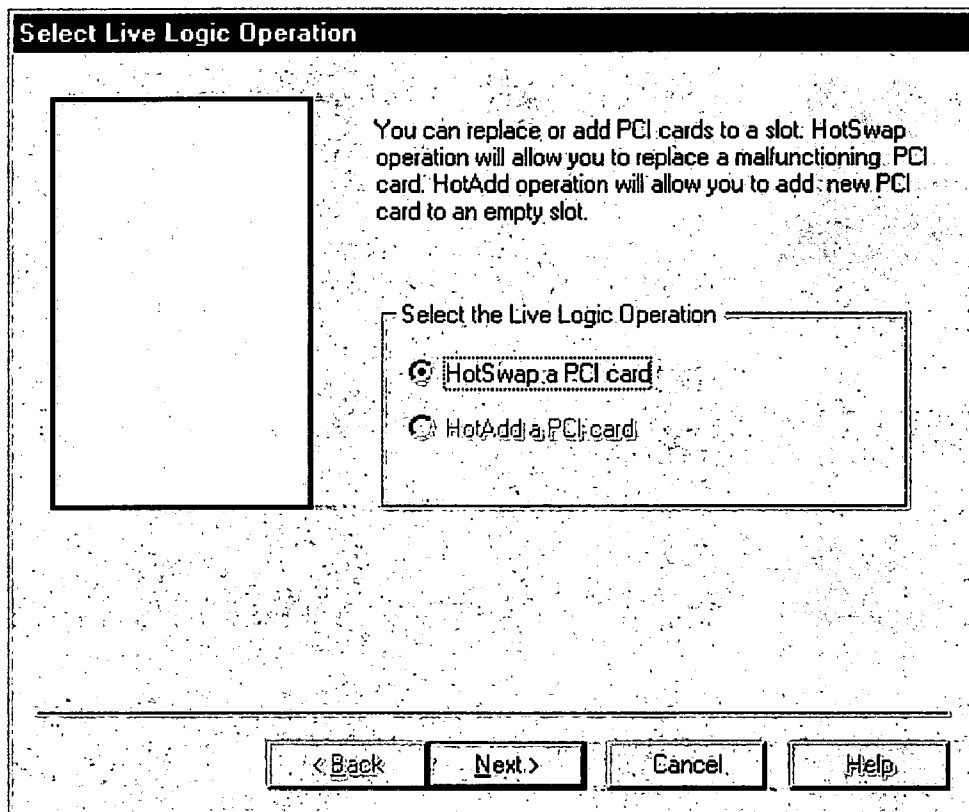 Select Live Logic Operation
You can replace or add PCI cards to a slot. HotSwap
operation will allow you to replace a malfunctioning PCI
card. HotAdd operation will allow you to add new PCI
card to an empty slot.
Select the Live Logic Operation
HotSwap a PCI card
HotAdd a PCI card
< Back
Next >
Cancel
Help